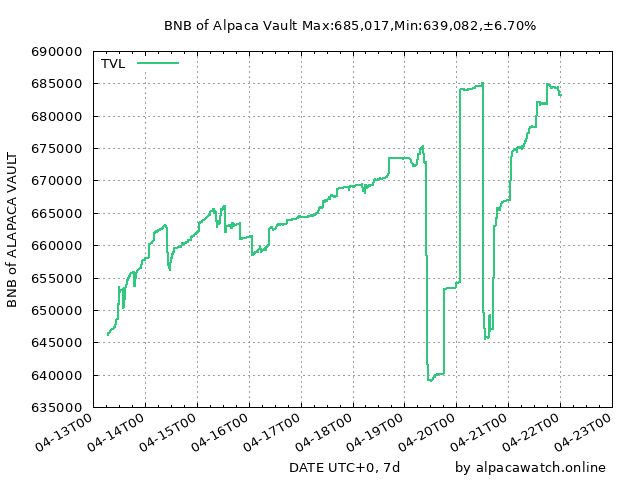 BNB of Alpaca Vault Max:685,017,Min:639,082,±6.70%
690000
TVL
685000
680000
675000
670000
665000
660000
655000
650000
645000
640000
635000
BNB of ALAPACA VAULT
04-13T00
04-14T00
04-15T00
04-16T00
04-17T00
04-18T00
04-19T00
04-20T00
04-21T00
04-22T00
04-23T00
DATE UTC+0, 7d
by alpacawatch.online